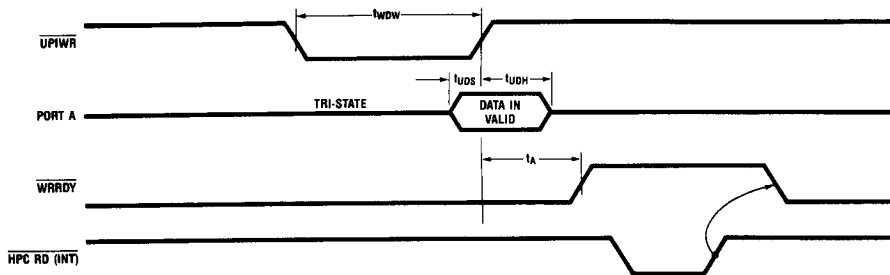 tWDW
UPIWR
tUDS
tUDH
PORT A
TRI-STATE
DATA IN
VALID
tA
WRRDY
HPC RD (INT)